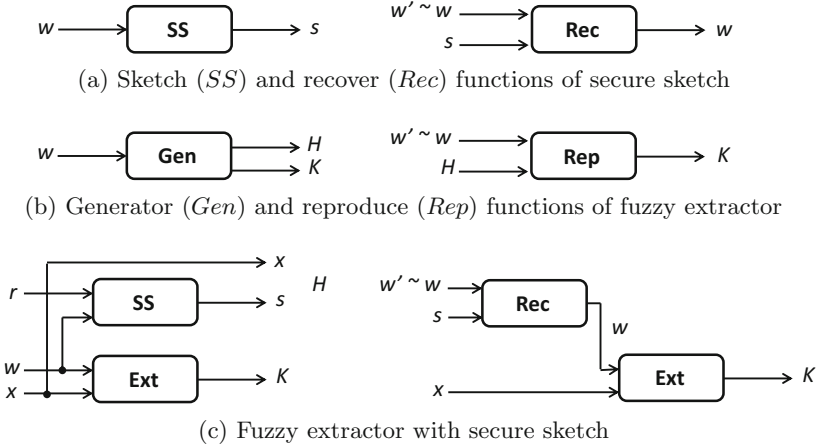 w SS s w' ~ w s Rec w
(a) Sketch (SS) and recover (Rec) functions of secure sketch
w Gen H K w' ~ w H Rep K
(b) Generator (Gen) and reproduce (Rep) functions of fuzzy extractor
x
r SS s H
w
x Ext K
w' ~ w
s Rec
w
x Ext K
(c) Fuzzy extractor with secure sketch